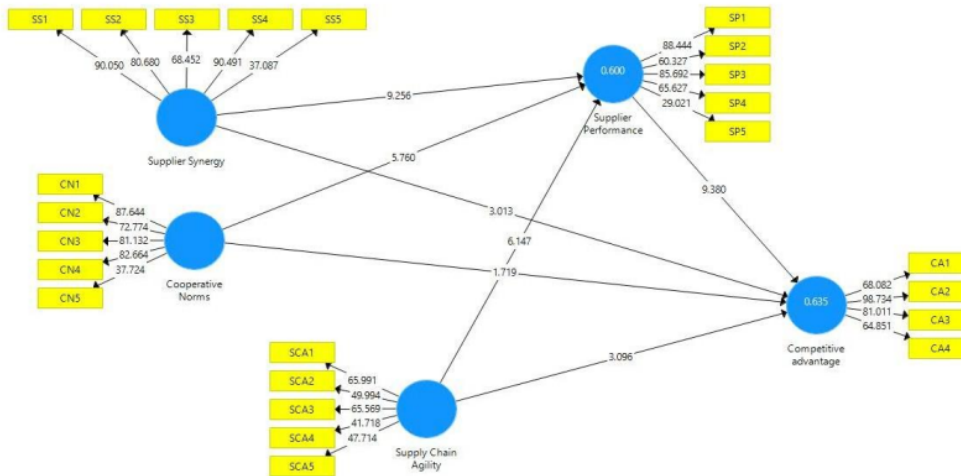 SS1 SS2 SS3 SS4 SS5
90.050 80.680 68.452 90.491 37.087
Supplier Synergy
CN1
CN2
CN3
CN4
CN5
87.644
72.774
81.132
82.664
37.724
Cooperative
Norms
SCA1
SCA2
SCA3
SCA4
SCA5
65.991
49.994
65.569
41.718
47.714
Supply Chain
Agility
9.256
5.760
3.013
6.147
1.719
3.096
9.380
0.600
Supplier
Performance
88.444
60.327
85.692
65.627
29.021
SP1
SP2
SP3
SP4
SP5
0.635
Competitive
advantage
68.082
98.734
81.011
64.851
CA1
CA2
CA3
CA4